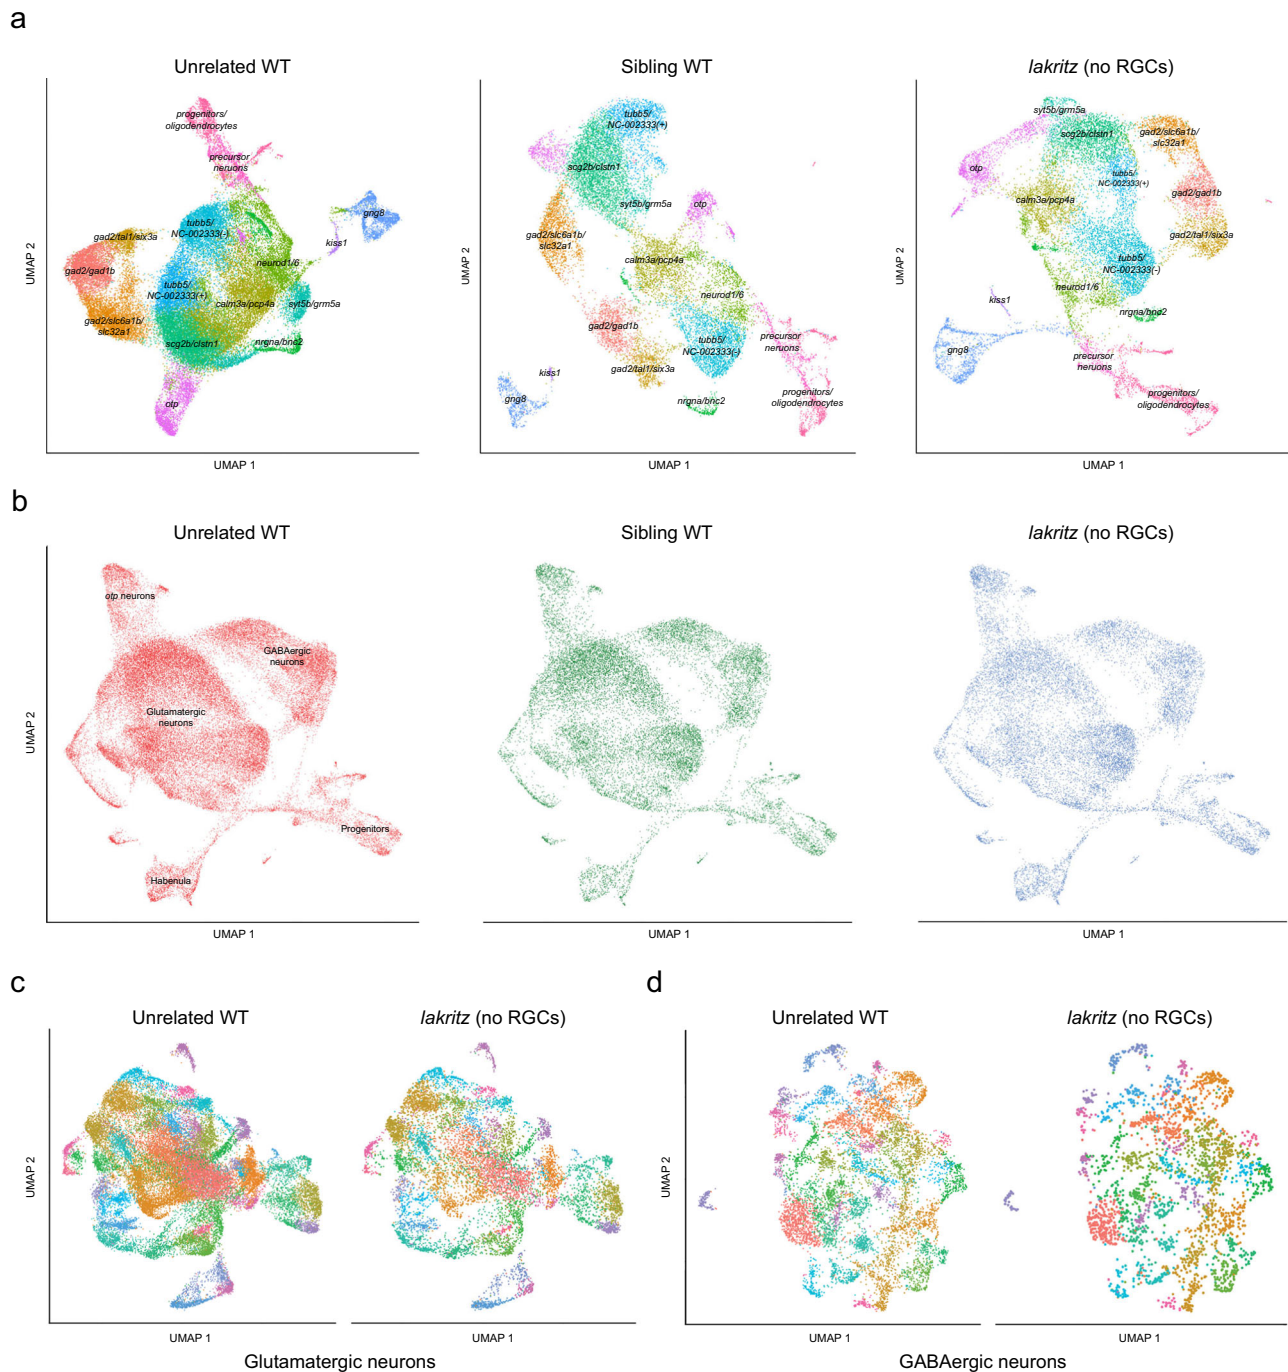 a
Unrelated WT
Sibling WT
lakritz (no RGCs)
progenitors/
oligodendrocytes
precursor
neruons
gng8
kiss1
tubb5/
NC-002333(-)
gad2/tal1/six3a
gad2/gad1b
neurod1/6
tubb5/
NC-002333(+)
calm3a/pcp4a
syt5b/grm5a
gad2/slc6a1b/
slc32a1
scg2b/clstn1
nrgna/bnc2
otp
UMAP 2
UMAP 1
tubb5/
NC-002333(+)
scg2b/clstn1
syt5b/grm5a
otp
gad2/slc6a1b/
slc32a1
calm3a/pcp4a
neurod1/6
gad2/gad1b
tubb5/
NC-002333(-)
precursor
neruons
gad2/tal1/six3a
kiss1
gng8
nrgna/bnc2
progenitors/
oligodendrocytes
UMAP 2
UMAP 1
syt5b/grm5a
scg2b/clstn1
gad2/slc6a1b/
slc32a1
otp
tubb5/
NC-002333(+)
gad2/gad1b
calm3a/pcp4a
gad2/tal1/six3a
tubb5/
NC-002333(-)
neurod1/6
kiss1
nrgna/bnc2
gng8
precursor
neruons
progenitors/
oligodendrocytes
UMAP 2
UMAP 1
b
Unrelated WT
Sibling WT
lakritz (no RGCs)
otp neurons
GABAergic
neurons
Glutamatergic
neurons
Progenitors
Habenula
UMAP 2
UMAP 1
UMAP 1
UMAP 1
c
Unrelated WT
lakritz (no RGCs)
UMAP 2
UMAP 1
UMAP 1
Glutamatergic neurons
d
Unrelated WT
lakritz (no RGCs)
UMAP 2
UMAP 1
UMAP 1
GABAergic neurons